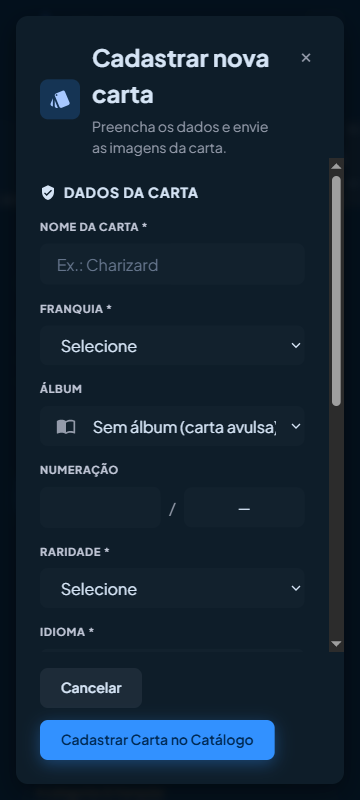 Cadastrar nova
carta
×
Preencha os dados e envie
as imagens da carta.
DADOS DA CARTA
NOME DA CARTA *
Ex.: Charizard
FRANQUIA *
Selecione
ÁLBUM
Sem álbum (carta avulsa)
NUMERAÇÃO
/ —
RARIDADE *
Selecione
IDIOMA *
Cancelar
Cadastrar Carta no Catálogo